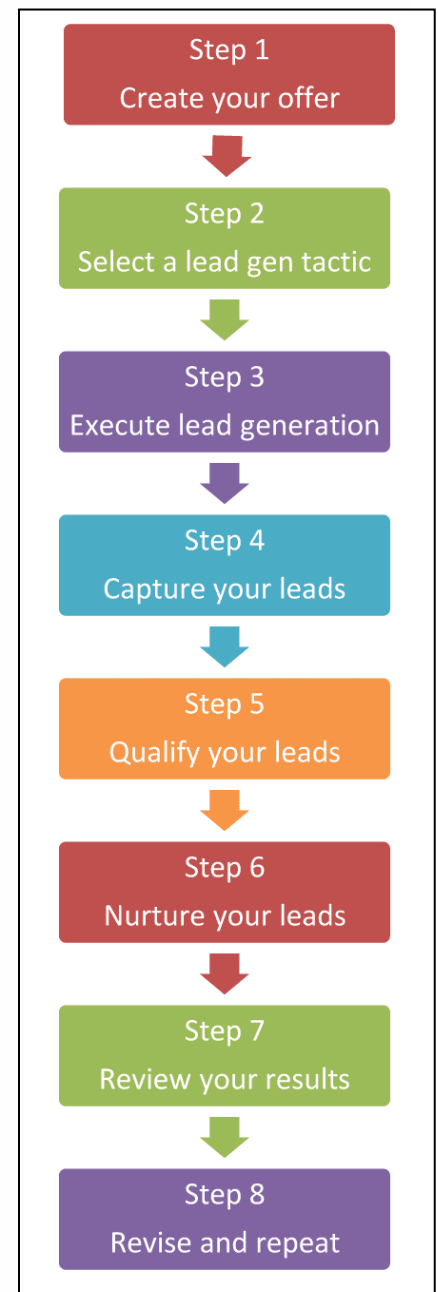 Step 1
Create your offer
Step 2
Select a lead gen tactic
Step 3
Execute lead generation
Step 4
Capture your leads
Step 5
Qualify your leads
Step 6
Nurture your leads
Step 7
Review your results
Step 8
Revise and repeat